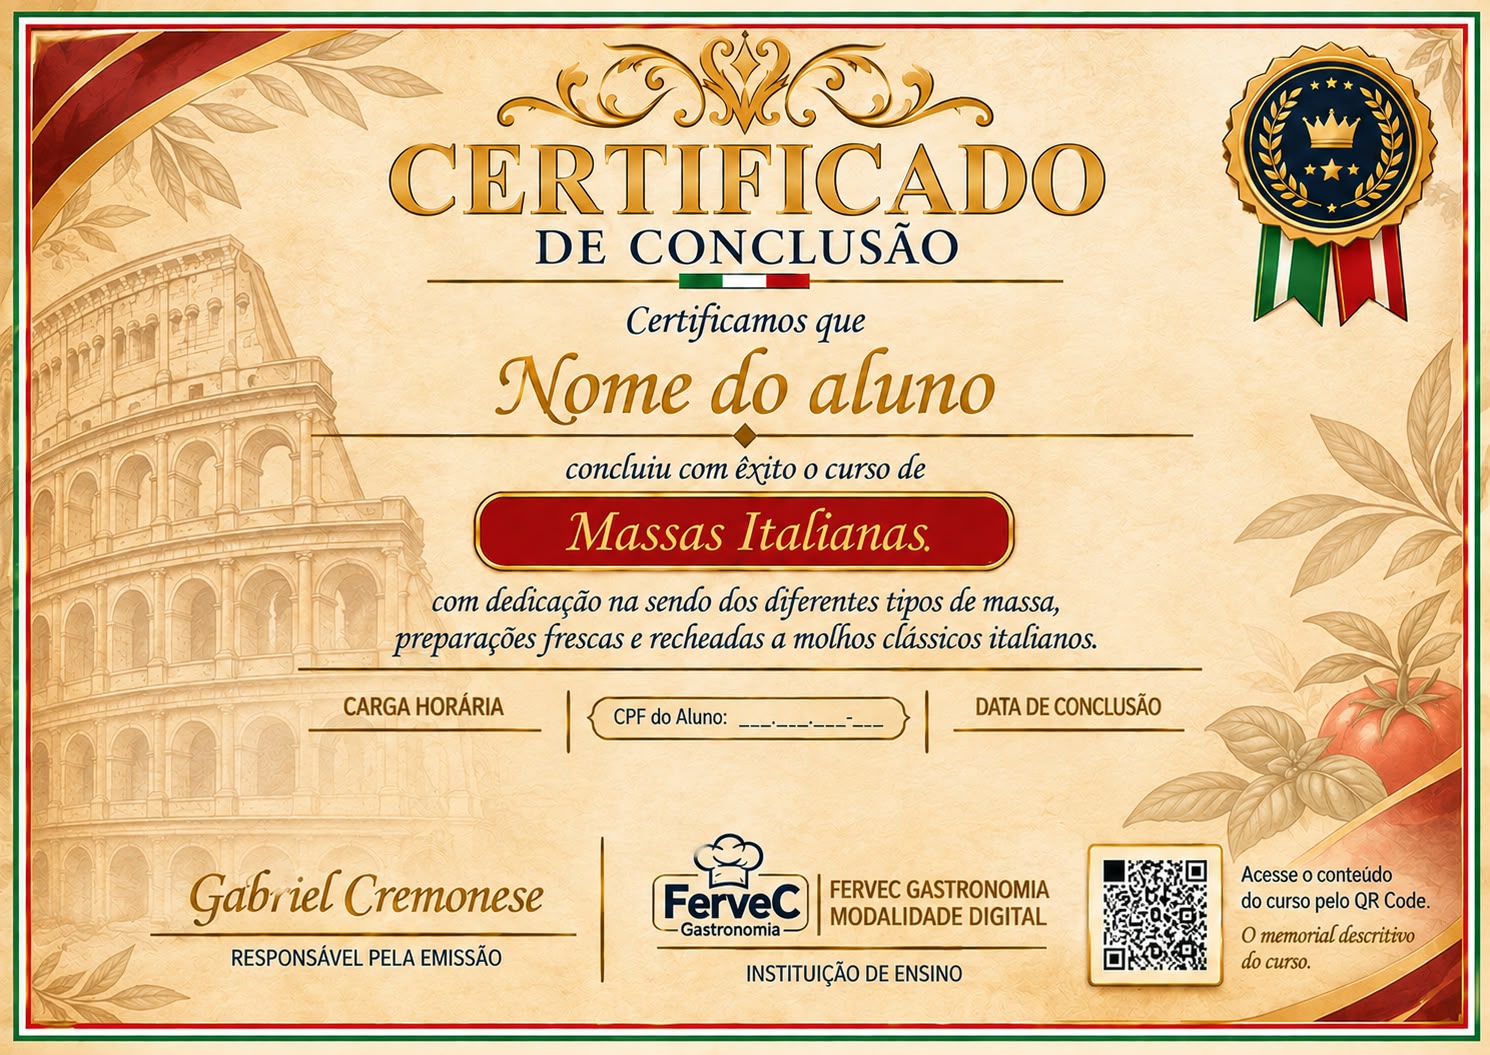 CERTIFICADO
DE CONCLUSÃO
Certificamos que
Nome do aluno
concluiu com êxito o curso de
Massas Italianas.
com dedicação na sendo dos diferentes tipos de massa,
preparações frescas e recheadas a molhos clássicos italianos.
CARGA HORÁRIA
CPF do Aluno: ___.___.___-___
DATA DE CONCLUSÃO
Gabriel Cremonese
RESPONSÁVEL PELA EMISSÃO
FerveC
Gastronomia
FERVEC GASTRONOMIA
MODALIDADE DIGITAL
INSTITUIÇÃO DE ENSINO
Acesse o conteúdo
do curso pelo QR Code.
O memorial descritivo
do curso.